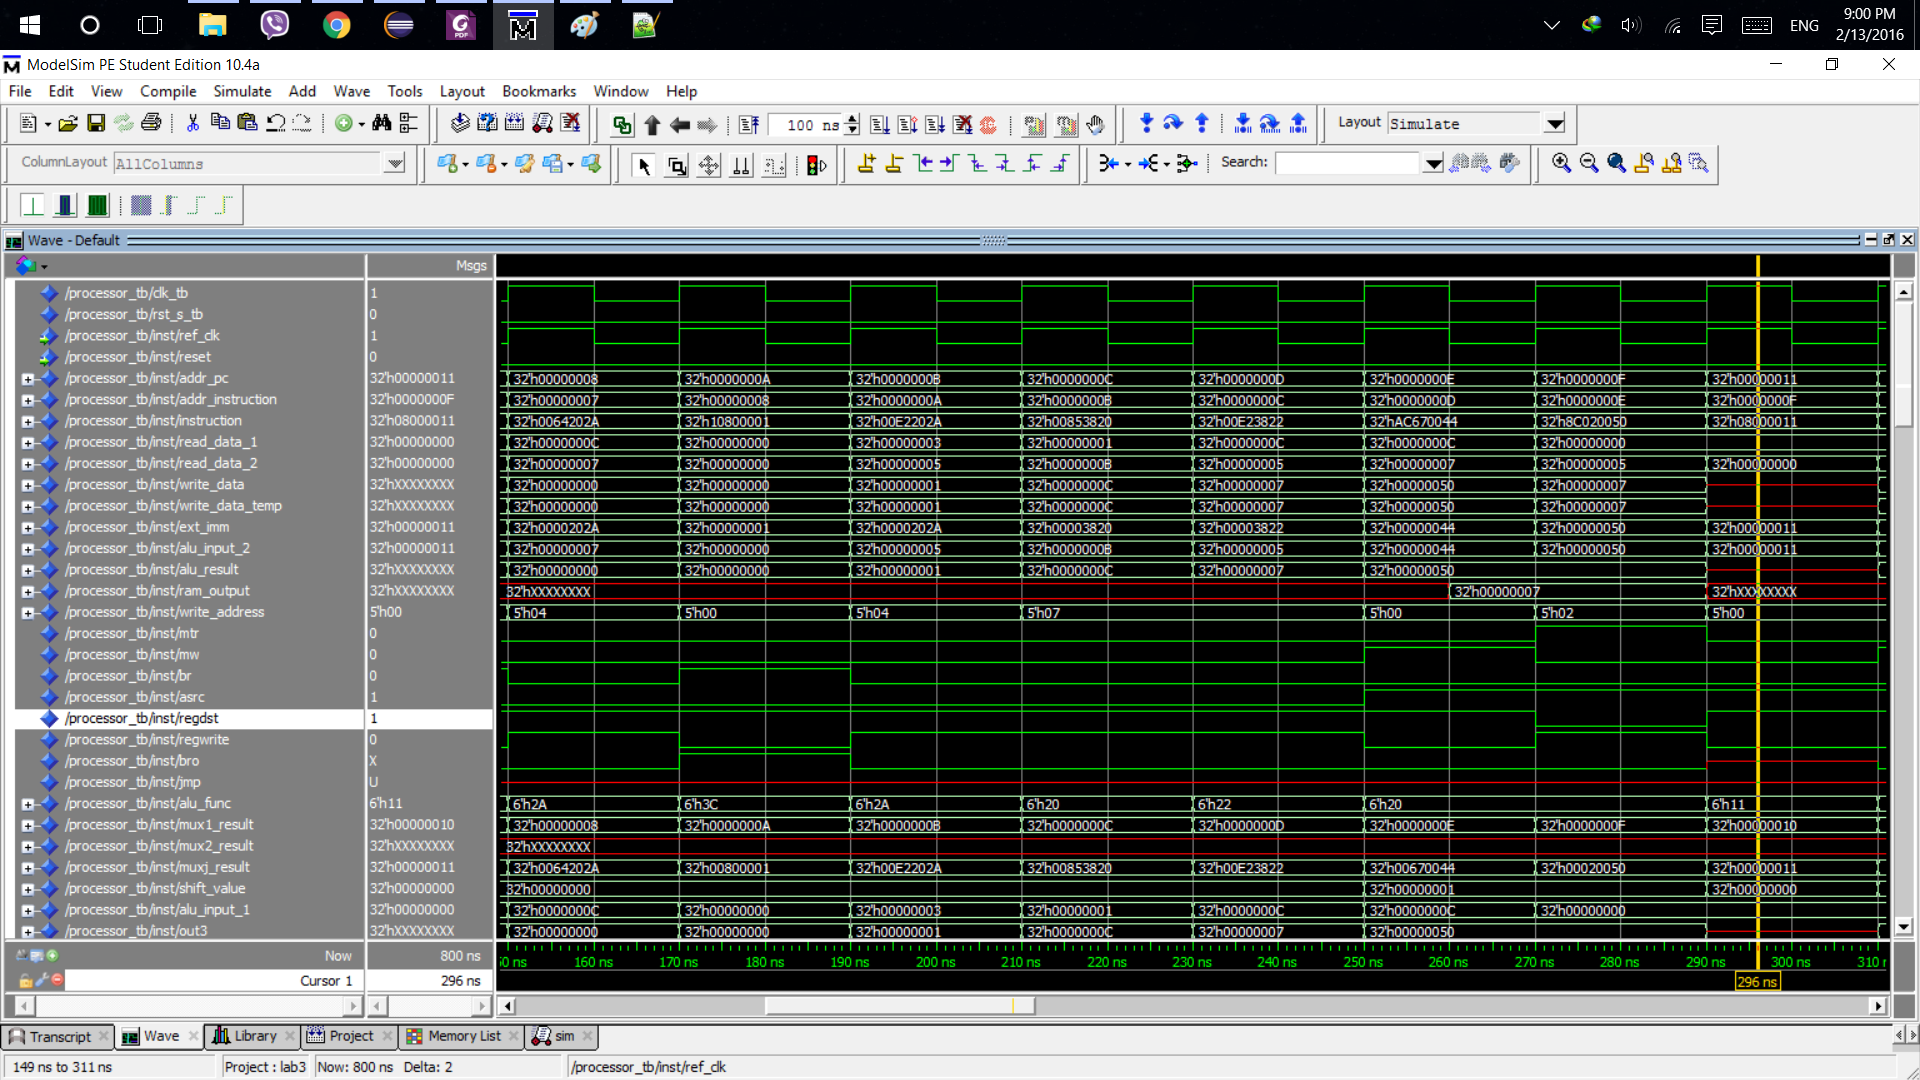 ENG
9:00 PM
2/13/2016
ModelSim PE Student Edition 10.4a
File Edit View Compile Simulate Add Wave Tools Layout Bookmarks Window Help
100 ns
Layout Simulate
ColumnLayout AllColumns
Search:
Wave - Default
Msgs
/processor_tb/clk_tb 1
/processor_tb/rst_s_tb 0
/processor_tb/inst/ref_clk 1
/processor_tb/inst/reset 0
/processor_tb/inst/addr_pc 32'h00000011 32'h00000008 32'h0000000A 32'h0000000B 32'h0000000C 32'h0000000D 32'h0000000E 32'h0000000F 32'h00000011
/processor_tb/inst/addr_instruction 32'h0000000F 32'h00000007 32'h00000008 32'h0000000A 32'h0000000B 32'h0000000C 32'h0000000D 32'h0000000E 32'h0000000F
/processor_tb/inst/instruction 32'h08000011 32'h0064202A 32'h10800001 32'h00E2202A 32'h00853820 32'h00E23822 32'hAC670044 32'h8C020050 32'h08000011
/processor_tb/inst/read_data_1 32'h00000000 32'h0000000C 32'h00000000 32'h00000003 32'h00000001 32'h0000000C 32'h0000000C 32'h00000000
/processor_tb/inst/read_data_2 32'h00000000 32'h00000007 32'h00000000 32'h00000005 32'h0000000B 32'h00000005 32'h00000007 32'h00000005 32'h00000000
/processor_tb/inst/write_data 32'hXXXXXXXX 32'h00000000 32'h00000000 32'h00000001 32'h0000000C 32'h00000007 32'h00000050 32'h00000007
/processor_tb/inst/write_data_temp 32'hXXXXXXXX 32'h00000000 32'h00000000 32'h00000001 32'h0000000C 32'h00000007 32'h00000050 32'h00000007
/processor_tb/inst/ext_imm 32'h00000011 32'h0000202A 32'h00000001 32'h0000202A 32'h00003820 32'h00003822 32'h00000044 32'h00000050 32'h00000011
/processor_tb/inst/alu_input_2 32'h00000011 32'h00000007 32'h00000000 32'h00000005 32'h0000000B 32'h00000005 32'h00000044 32'h00000050 32'h00000011
/processor_tb/inst/alu_result 32'hXXXXXXXX 32'h00000000 32'h00000000 32'h00000001 32'h0000000C 32'h00000007 32'h00000050
/processor_tb/inst/ram_output 32'hXXXXXXXX 32'hXXXXXXXX 32'h00000007 32'hXXXXXXXX
/processor_tb/inst/write_address 5'h00 5'h04 5'h00 5'h04 5'h07 5'h00 5'h02 5'h00
/processor_tb/inst/mtr 0
/processor_tb/inst/mw 0
/processor_tb/inst/br 0
/processor_tb/inst/asrc 1
/processor_tb/inst/regdst 1
/processor_tb/inst/regwrite 0
/processor_tb/inst/bro X
/processor_tb/inst/jmp U
/processor_tb/inst/alu_func 6'h11 6'h2A 6'h3C 6'h2A 6'h20 6'h22 6'h20 6'h11
/processor_tb/inst/mux1_result 32'h00000010 32'h00000008 32'h0000000A 32'h0000000B 32'h0000000C 32'h0000000D 32'h0000000E 32'h0000000F 32'h00000010
/processor_tb/inst/mux2_result 32'hXXXXXXXX 32'hXXXXXXXX
/processor_tb/inst/muxj_result 32'h00000011 32'h0064202A 32'h00800001 32'h00E2202A 32'h00853820 32'h00E23822 32'h00670044 32'h00020050 32'h00000011
/processor_tb/inst/shift_value 32'h00000000 32'h00000000 32'h00000001 32'h00000000
/processor_tb/inst/alu_input_1 32'h00000000 32'h0000000C 32'h00000000 32'h00000003 32'h00000001 32'h0000000C 32'h0000000C 32'h00000000
/processor_tb/inst/out3 32'hXXXXXXXX 32'h00000000 32'h00000000 32'h00000001 32'h0000000C 32'h00000007 32'h00000050
Now 800 ns 160 ns 170 ns 180 ns 190 ns 200 ns 210 ns 220 ns 230 ns 240 ns 250 ns 260 ns 270 ns 280 ns 290 ns 300 ns
Cursor 1 296 ns 296 ns
Transcript Wave Library Project Memory List sim
149 ns to 311 ns Project : lab3 Now: 800 ns Delta: 2 /processor_tb/inst/ref_clk